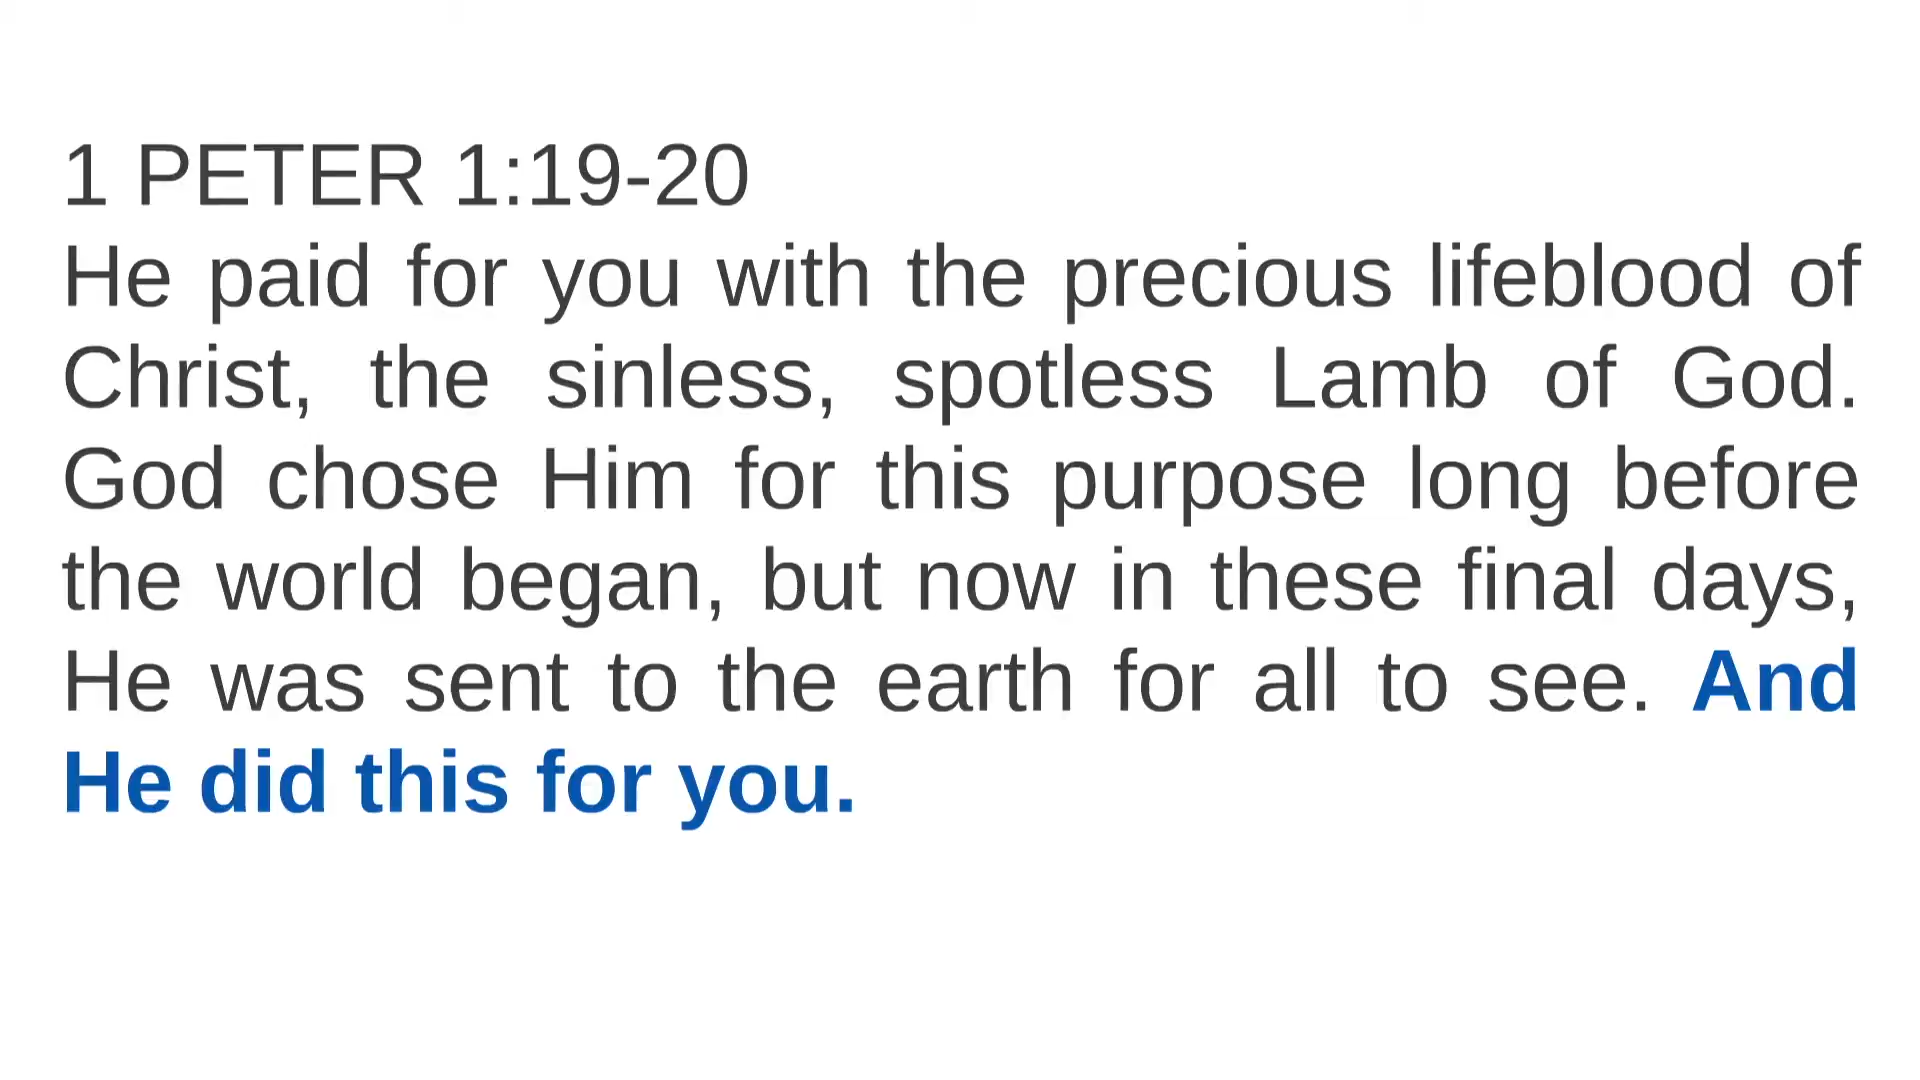 1 PETER 1:19-20
He paid for you with the precious lifeblood of
Christ, the sinless, spotless Lamb of God.
God chose Him for this purpose long before
the world began, but now in these final days,
He was sent to the earth for all to see. And
He did this for you.